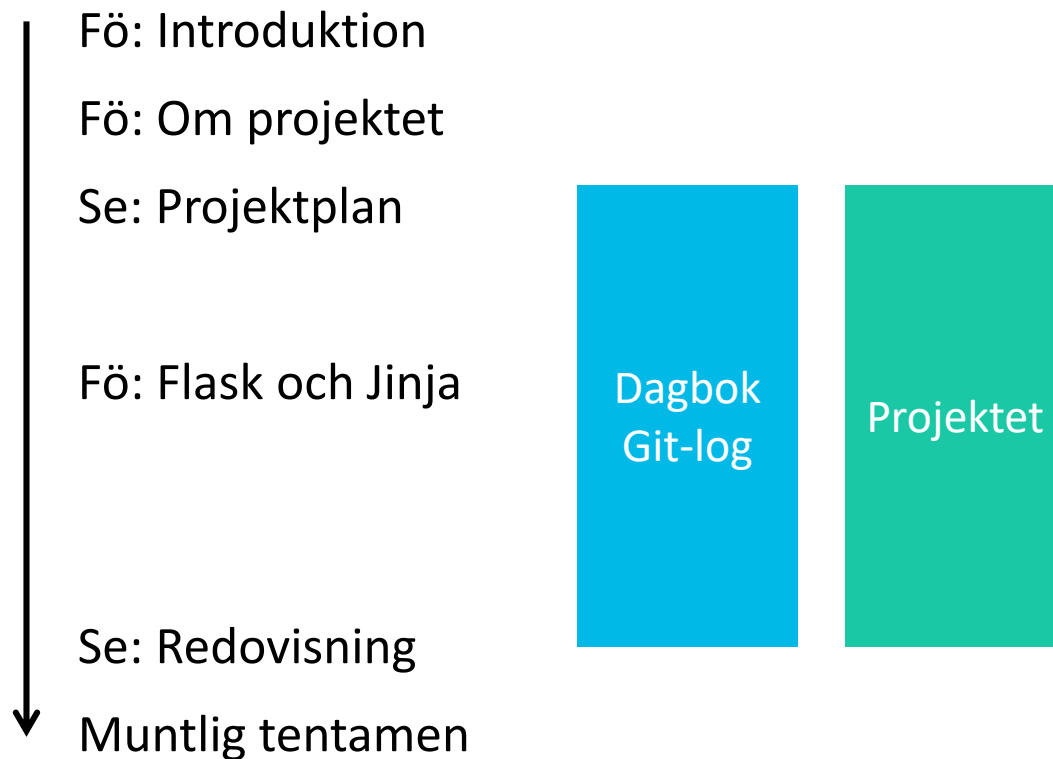 Fö: Introduktion
Fö: Om projektet
Se: Projektplan
Fö: Flask och Jinja
Se: Redovisning
Muntlig tentamen
Dagbok
Git-log
Projektet